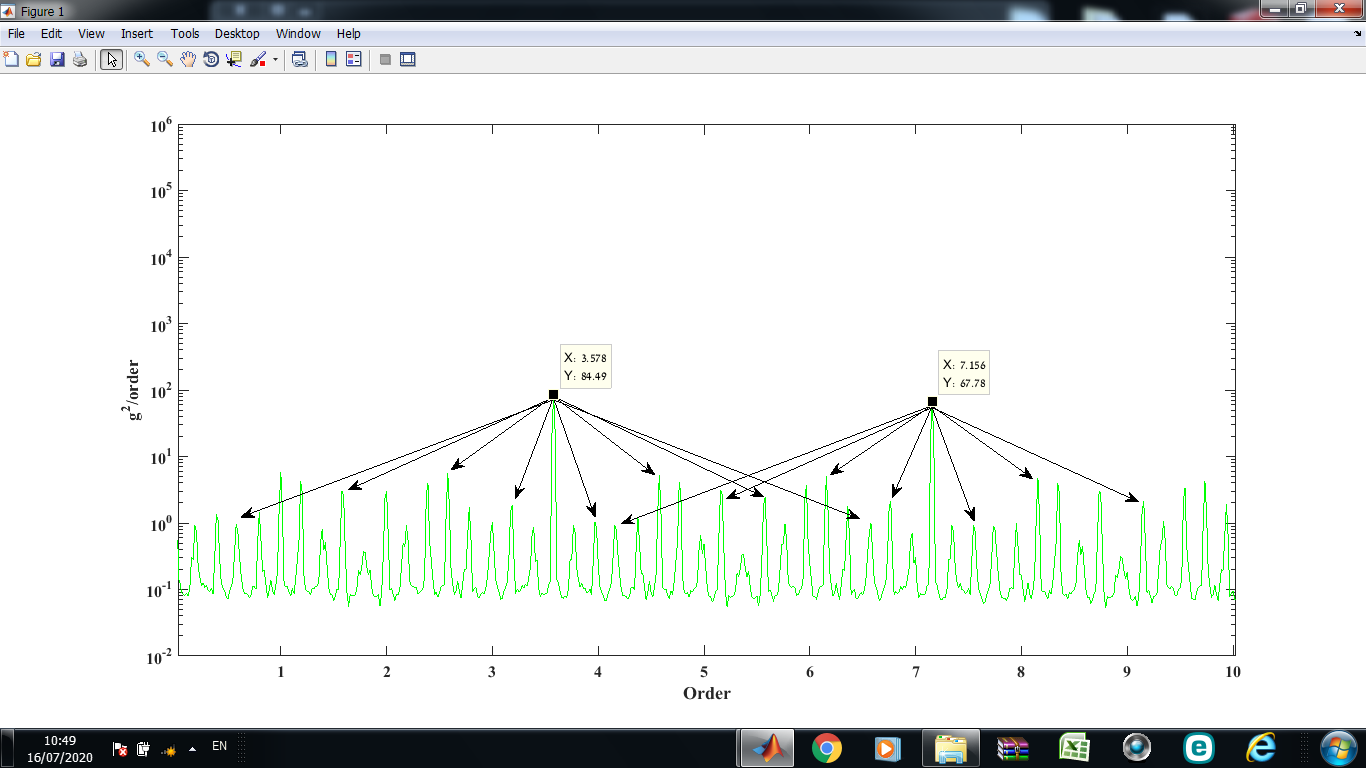 Figure 1
File Edit View Insert Tools Desktop Window Help
10^6
10^5
10^4
10^3
10^2
10^1
10^0
10^-1
10^-2
g^2/order
X: 3.578
Y: 84.49
X: 7.156
Y: 67.78
1 2 3 4 5 6 7 8 9 10
Order
10:49
16/07/2020
EN